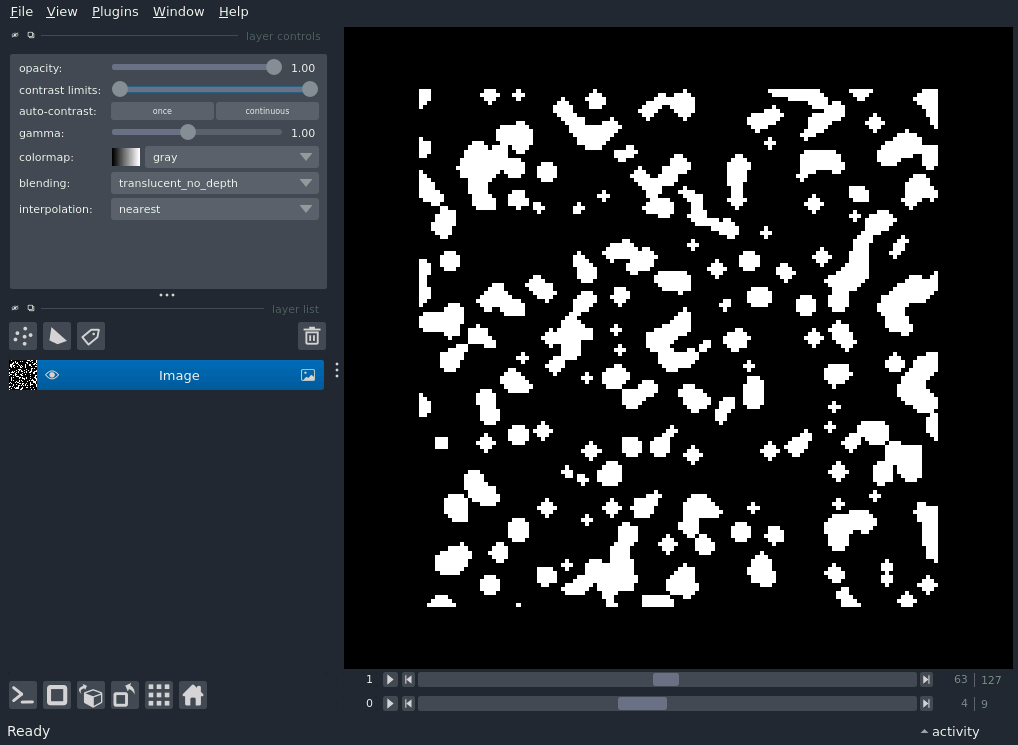 File View Plugins Window Help
layer controls
opacity: 1.00
contrast limits:
auto-contrast: once continuous
gamma: 1.00
colormap: gray
blending: translucent_no_depth
interpolation: nearest
layer list
Image
1 63 127
0 4 9
Ready activity